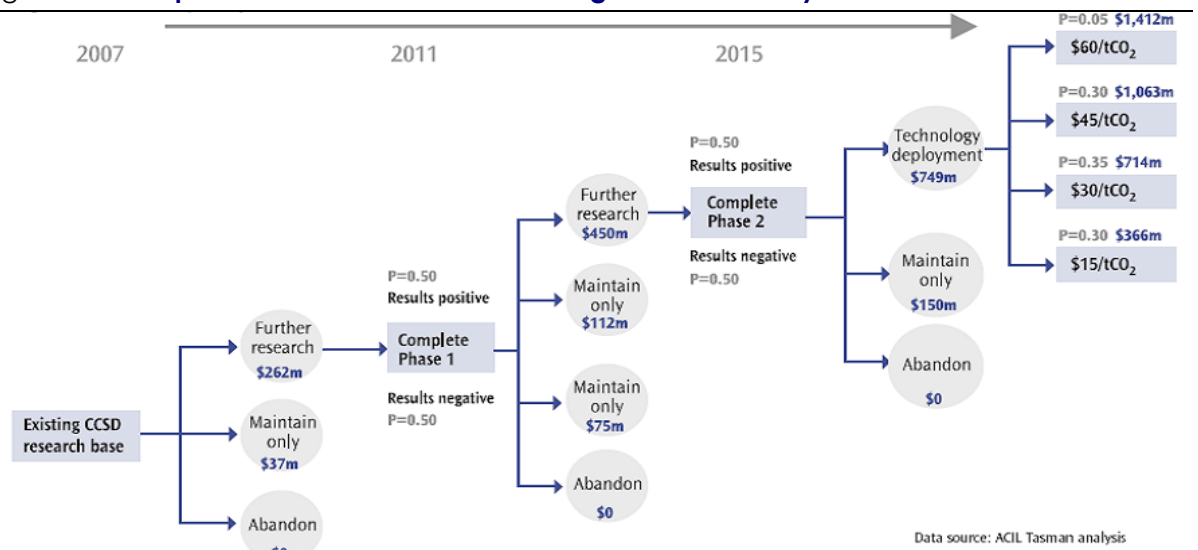 2007
2011
2015
P=0.05 $1,412m
$60/tCO2
P=0.30 $1,063m
$45/tCO2
P=0.35 $714m
$30/tCO2
P=0.30 $366m
$15/tCO2
Technology
deployment
$749m
Maintain
only
$150m
Abandon
$0
P=0.50
Results positive
Complete
Phase 2
Results negative
P=0.50
Further
research
$450m
Maintain
only
$112m
Maintain
only
$75m
Abandon
$0
P=0.50
Results positive
Complete
Phase 1
Results negative
P=0.50
Further
research
$262m
Maintain
only
$37m
Abandon
Existing CCSD
research base
Data source: ACIL Tasman analysis